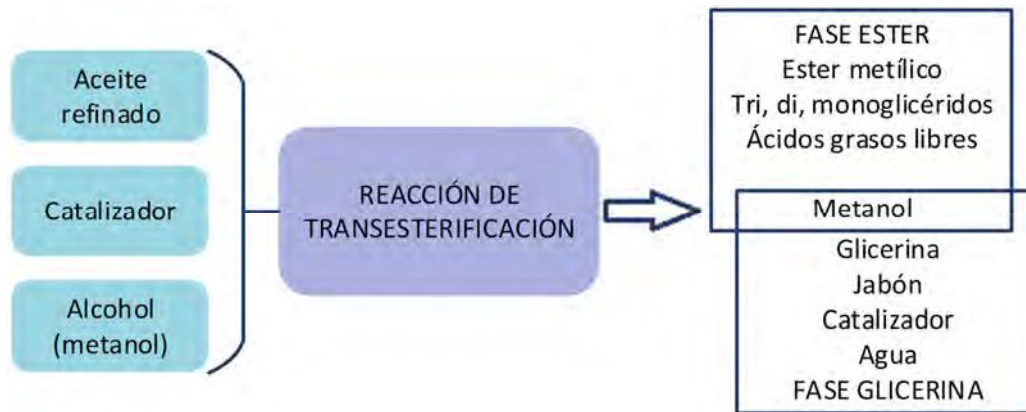 Aceite
refinado
Catalizador
Alcohol
(metanol)
REACCIÓN DE
TRANSESTERIFICACIÓN
FASE ESTER
Ester metílico
Tri, di, monoglicéridos
Ácidos grasos libres
Metanol
Glicerina
Jabón
Catalizador
Agua
FASE GLICERINA